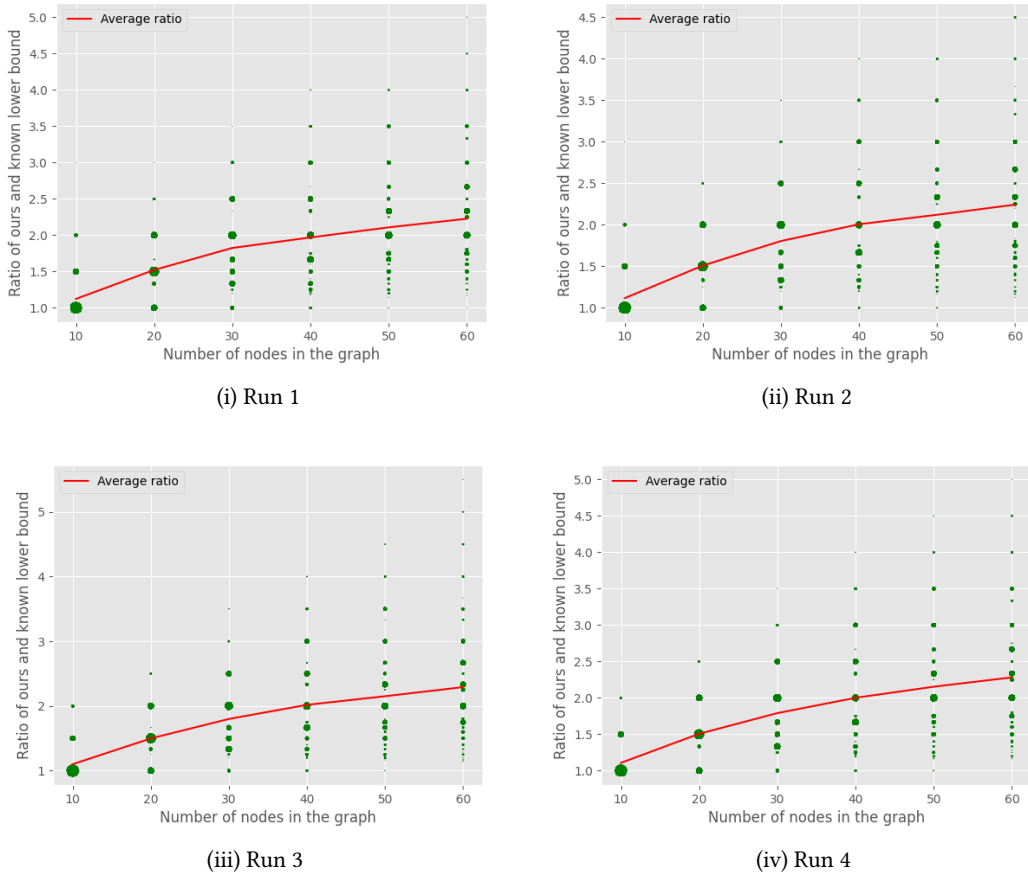 Average ratio
Ratio of ours and known lower bound
5.0
4.5
4.0
3.5
3.0
2.5
2.0
1.5
1.0
10 20 30 40 50 60
Number of nodes in the graph
(i) Run 1
Average ratio
Ratio of ours and known lower bound
4.5
4.0
3.5
3.0
2.5
2.0
1.5
1.0
10 20 30 40 50 60
Number of nodes in the graph
(ii) Run 2
Average ratio
Ratio of ours and known lower bound
5
4
3
2
1
10 20 30 40 50 60
Number of nodes in the graph
(iii) Run 3
Average ratio
Ratio of ours and known lower bound
5.0
4.5
4.0
3.5
3.0
2.5
2.0
1.5
1.0
10 20 30 40 50 60
Number of nodes in the graph
(iv) Run 4